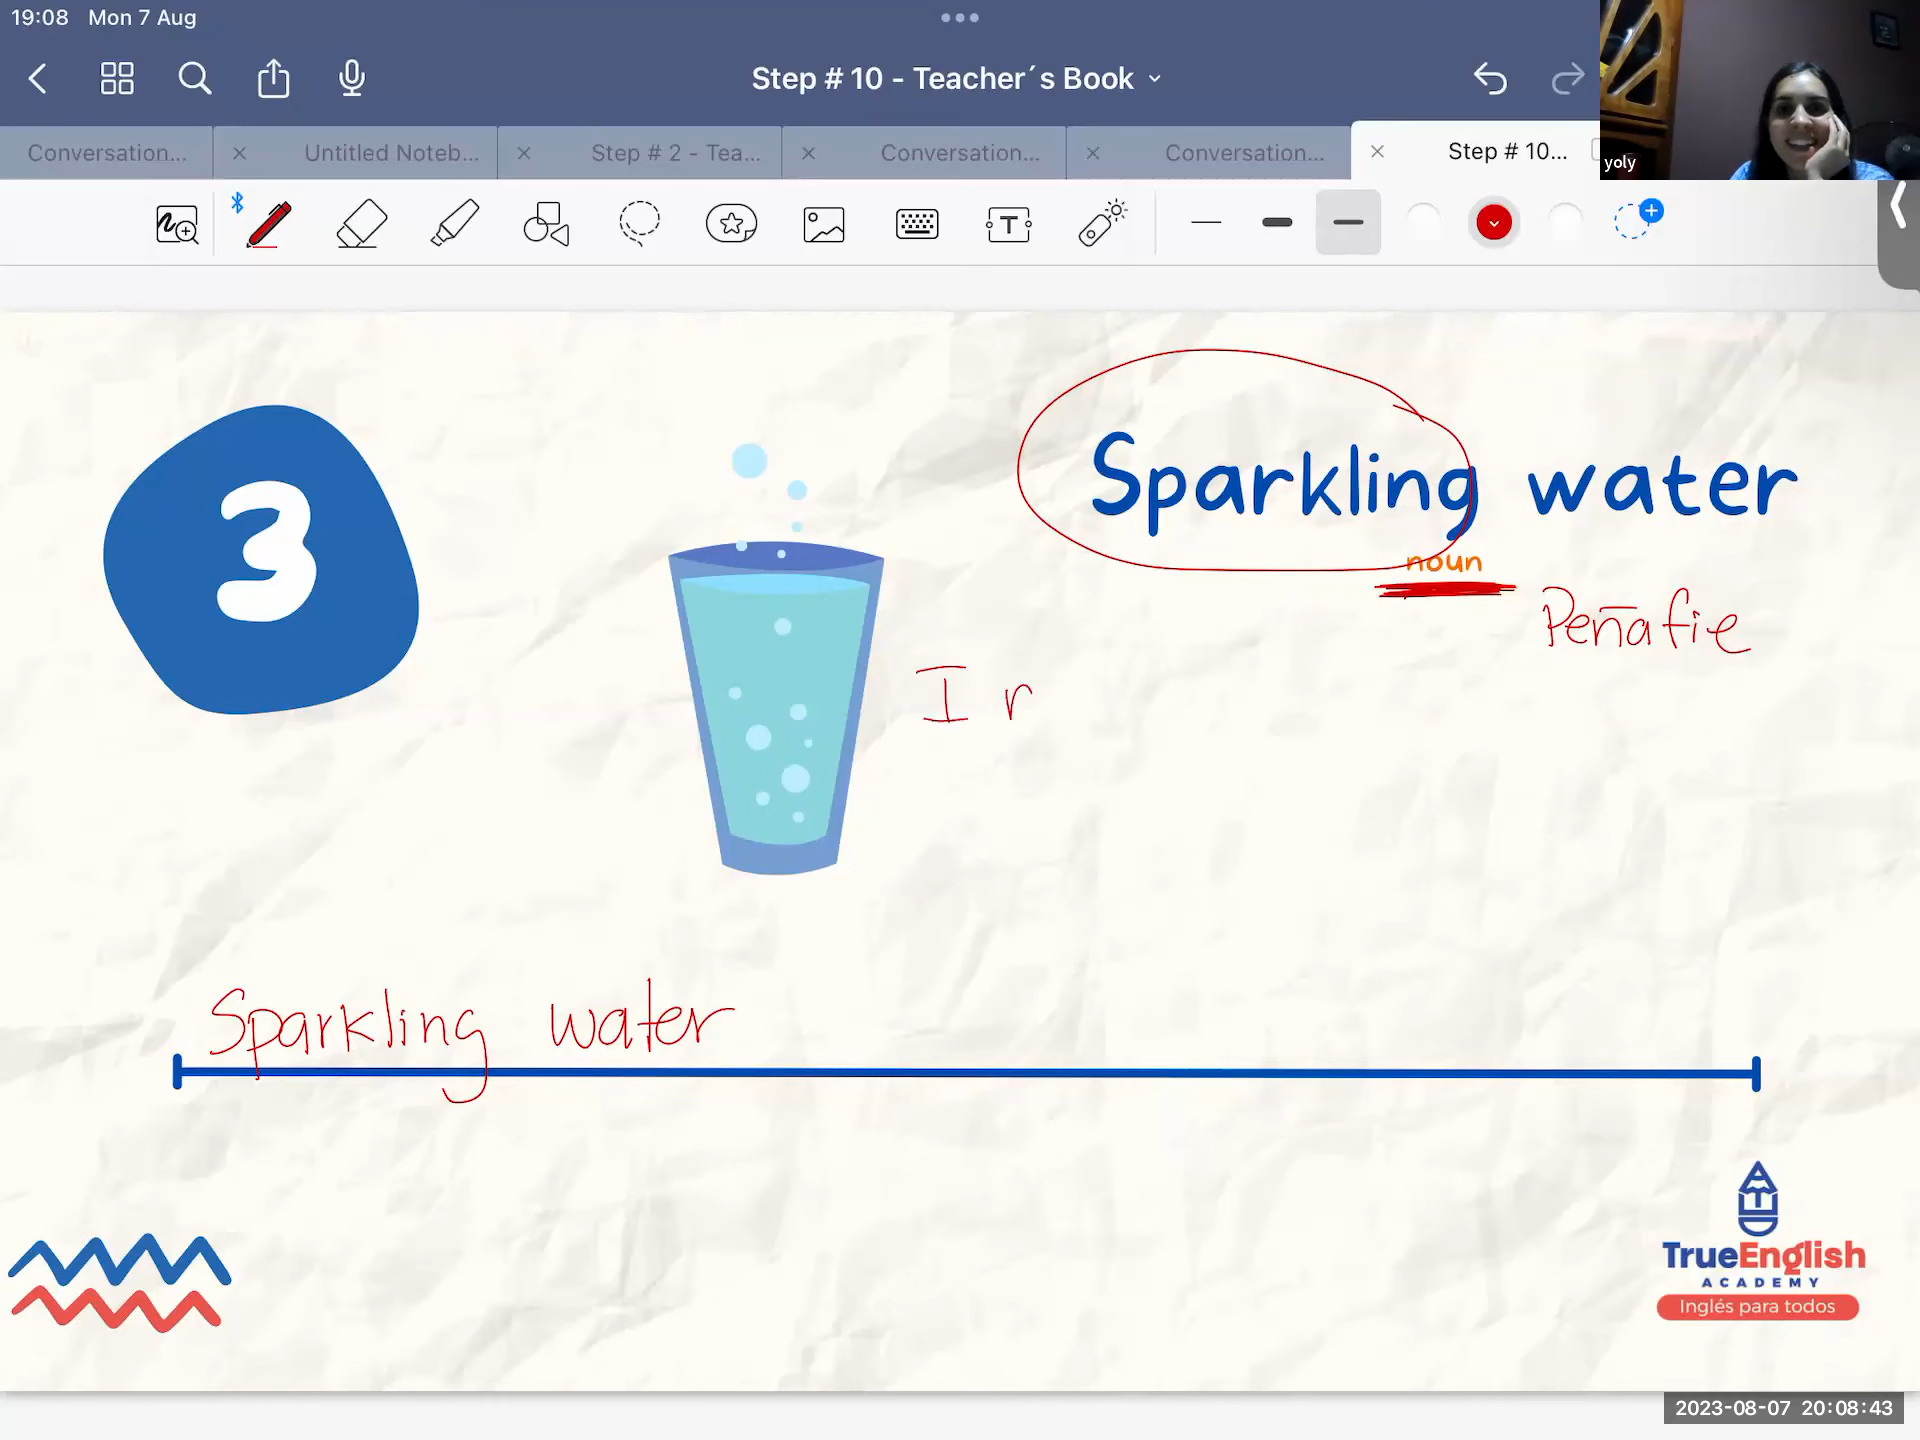 19:08 Mon 7 Aug
Step # 10 - Teacher´s Book
Conversation...
Untitled Noteb...
Step # 2 - Tea...
Conversation...
Conversation...
Step # 10...
yoly
3
Sparkling water
noun
Peñafie
I r
Sparkling water
TrueEnglish
ACADEMY
Inglés para todos
2023-08-07 20:08:43